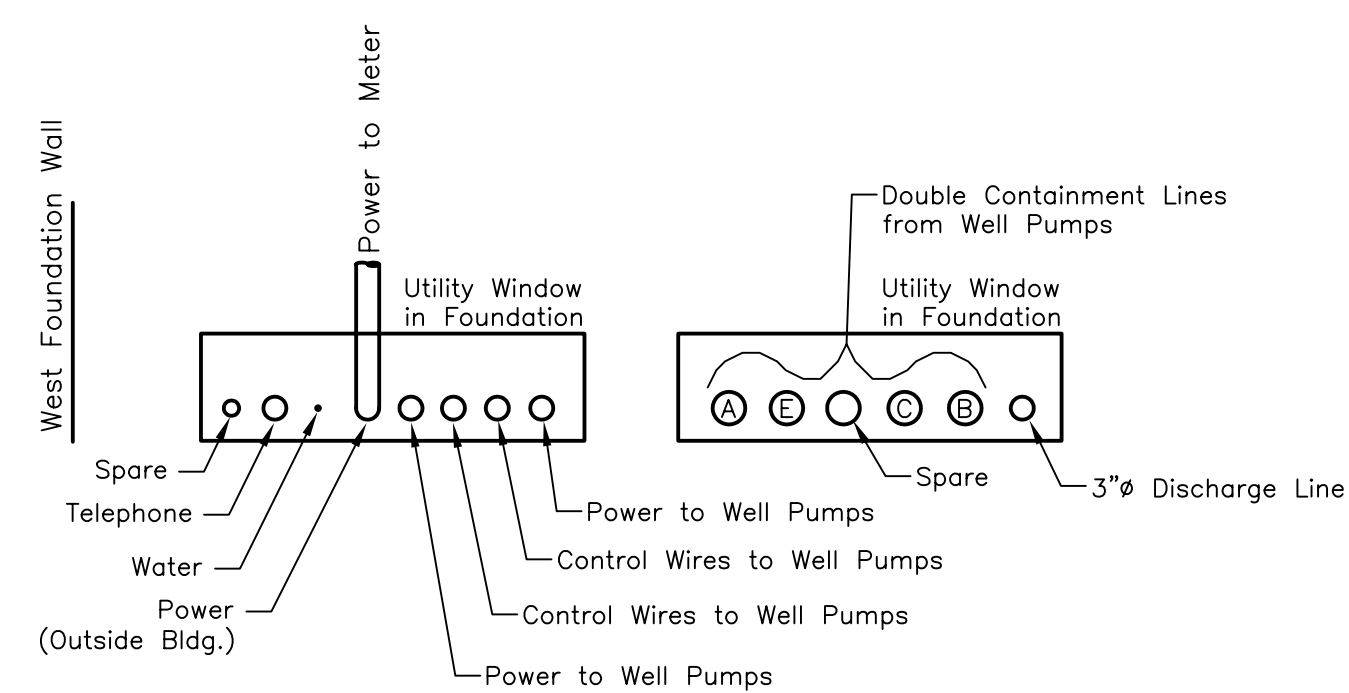 West Foundation Wall
Power to Meter
Utility Window
in Foundation
Double Containment Lines
from Well Pumps
Utility Window
in Foundation
A
E
C
B
Spare
Telephone
Water
Power
(Outside Bldg.)
Power to Well Pumps
Control Wires to Well Pumps
Control Wires to Well Pumps
Power to Well Pumps
Spare
3"ø Discharge Line